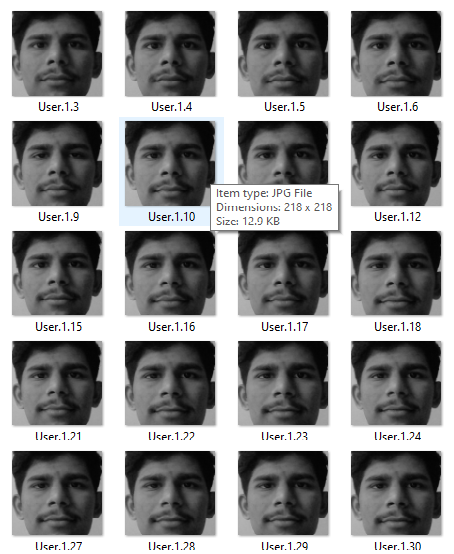 User.1.3
User.1.4
User.1.5
User.1.6
User.1.9
User.1.10
User.1.12
Item type: JPG File
Dimensions: 218 x 218
Size: 12.9 KB
User.1.15
User.1.16
User.1.17
User.1.18
User.1.21
User.1.22
User.1.23
User.1.24
User.1.27
User.1.28
User.1.29
User.1.30